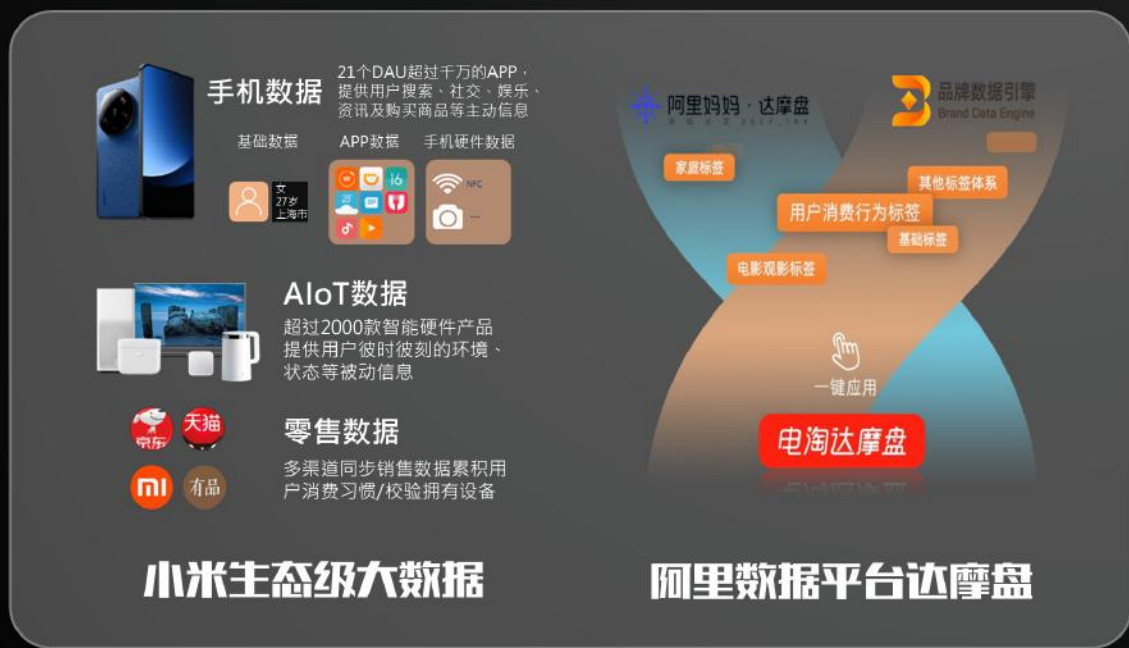 手机数据
21个DAU超过千万的APP，
提供用户搜索、社交、娱乐、
资讯及购买商品等主动信息
基础数据
APP数据
手机硬件数据
女
27岁
上海市
NFC
...
AIoT数据
超过2000款智能硬件产品
提供用户彼时彼刻的环境、
状态等被动信息
京东
天猫
有品
零售数据
多渠道同步销售数据累积用
户消费习惯/校验拥有设备
小米生态级大数据
阿里妈妈·达摩盘
品牌数据引擎
Brand Data Engine
家庭标签
其他标签体系
用户消费行为标签
基础标签
电影观影标签
一键应用
电淘达摩盘
阿里数据平台达摩盘